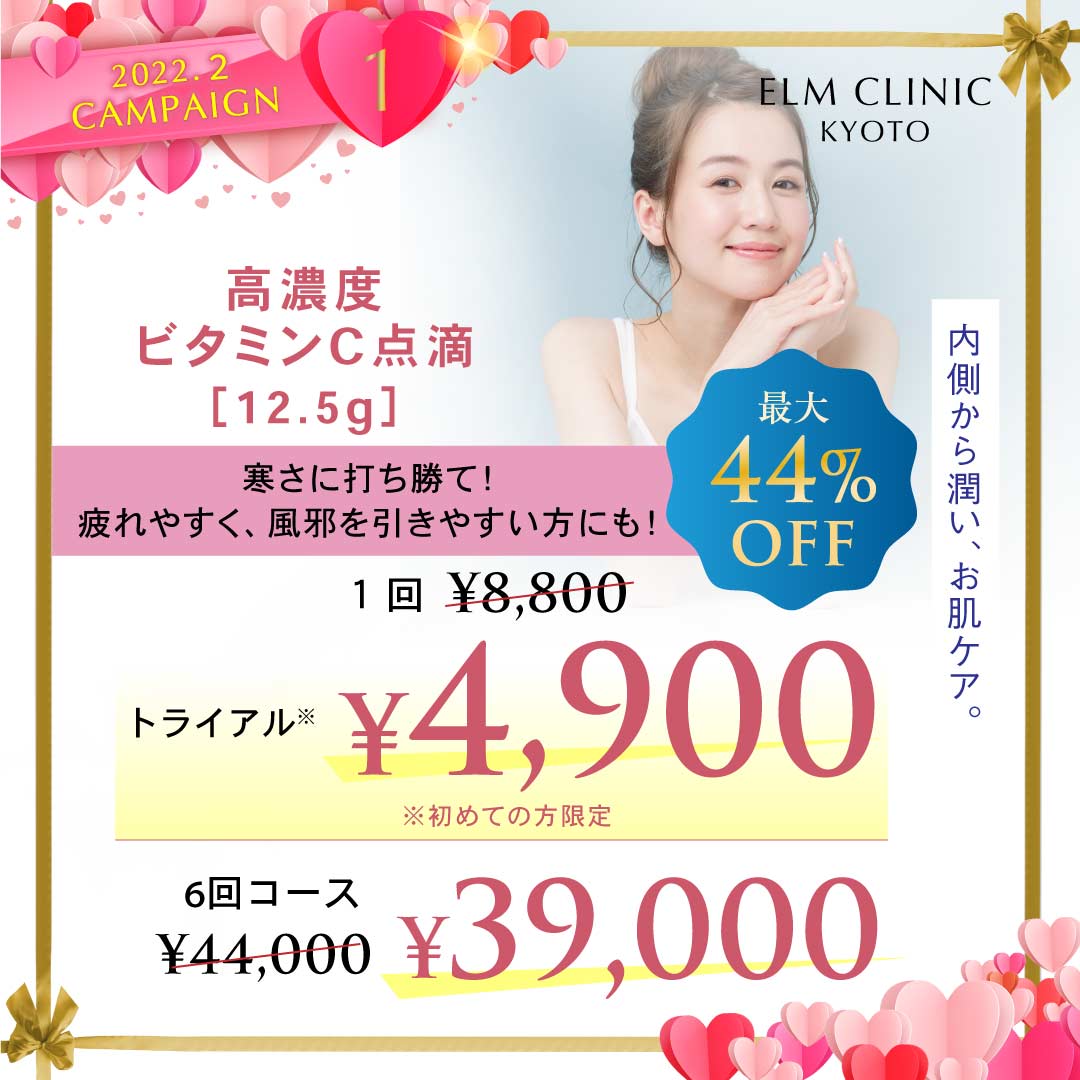 2022.2
CAMPAIGN
1
ELM CLINIC
KYOTO
高濃度
ビタミンC点滴
[12.5g]
寒さに打ち勝て!
疲れやすく、風邪を引きやすい方にも!
最大
44%
OFF
内側から潤い、お肌ケア。
1回 ¥8,800
トライアル※ ¥4,900
※初めての方限定
6回コース
¥44,000 ¥39,000